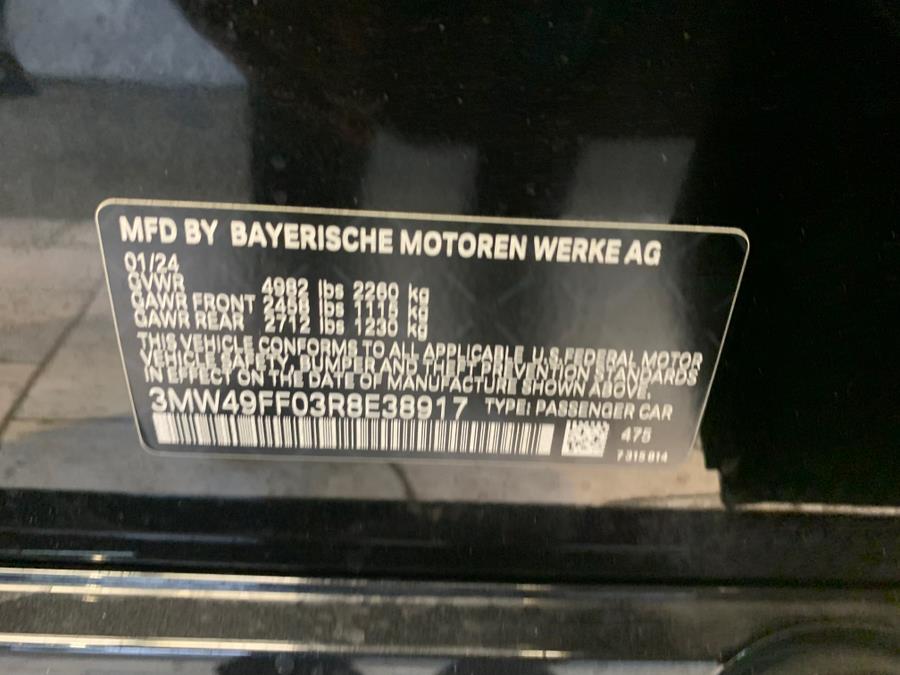 MFD BY BAYERISCHE MOTOREN WERKE AG
01/24
GVWR 4982 lbs 2260 kg
GAWR FRONT 2458 lbs 1115 kg
GAWR REAR 2712 lbs 1230 kg
THIS VEHICLE CONFORMS TO ALL APPLICABLE U.S. FEDERAL MOTOR
VEHICLE SAFETY, BUMPER AND THEFT PREVENTION STANDARDS
IN EFFECT ON THE DATE OF MANUFACTURE SHOWN ABOVE.
3MW49FF03R8E38917 TYPE: PASSENGER CAR
475
7 315 814